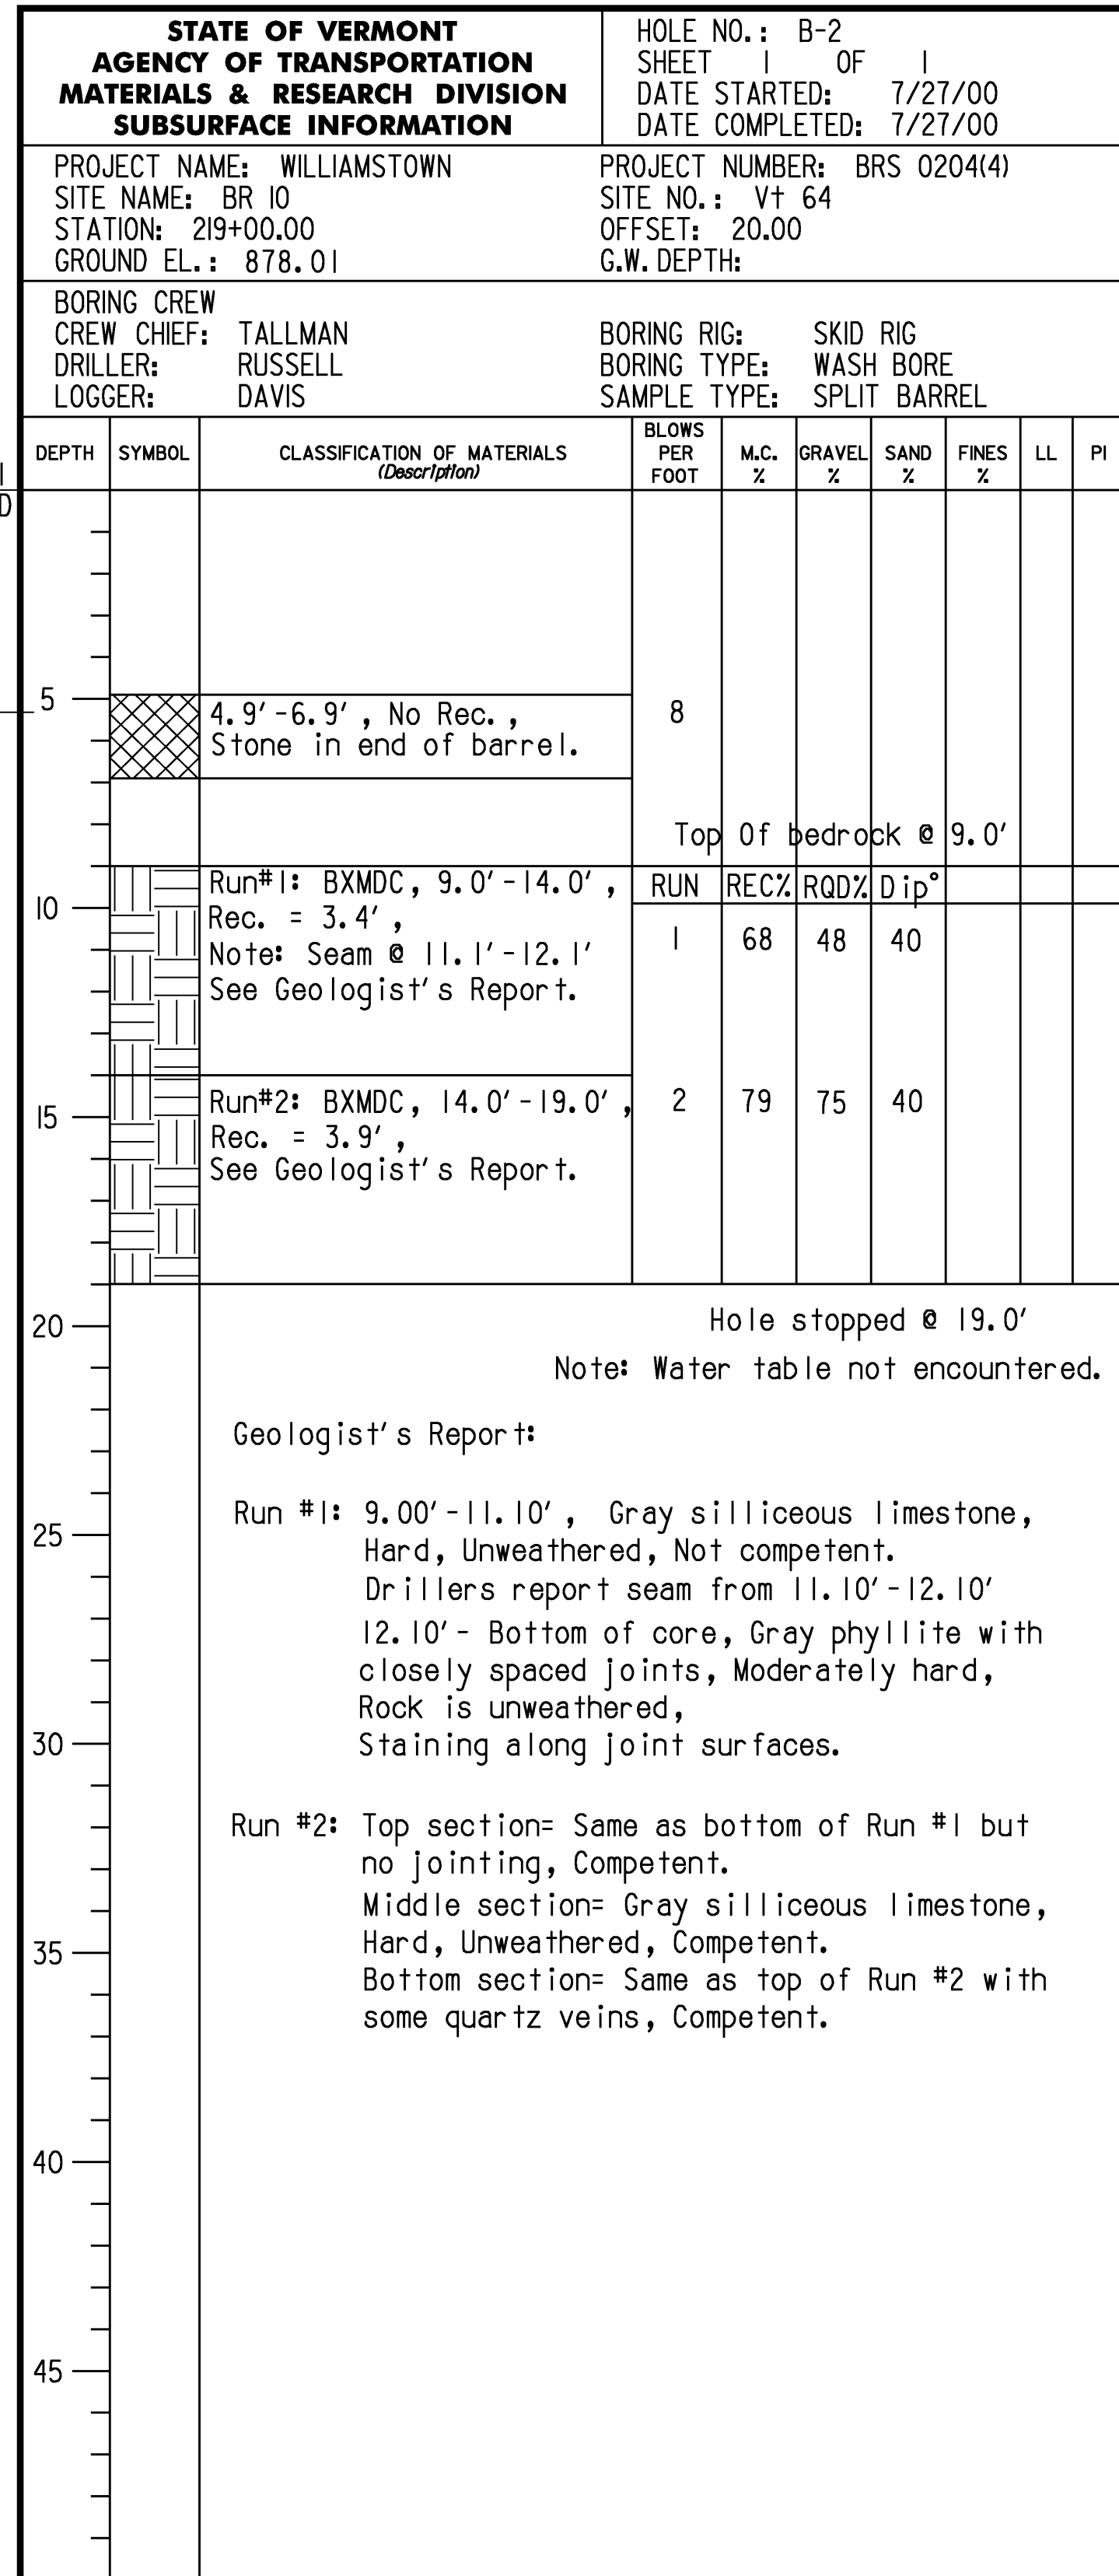 STATE OF VERMONT
AGENCY OF TRANSPORTATION
MATERIALS & RESEARCH DIVISION
SUBSURFACE INFORMATION
HOLE NO.: B-2
SHEET 1 OF 1
DATE STARTED: 7/27/00
DATE COMPLETED: 7/27/00
PROJECT NAME: WILLIAMSTOWN
PROJECT NUMBER: BRS 0204(4)
SITE NAME: BR 10
SITE NO.: Vt 64
STATION: 219+00.00
OFFSET: 20.00
GROUND EL.: 878.01
G.W. DEPTH:
BORING CREW
CREW CHIEF: TALLMAN
BORING RIG: SKID RIG
DRILLER: RUSSELL
BORING TYPE: WASH BORE
LOGGER: DAVIS
SAMPLE TYPE: SPLIT BARREL
DEPTH SYMBOL CLASSIFICATION OF MATERIALS (Description) BLOWS PER FOOT M.C. % GRAVEL % SAND % FINES % LL PI
5
4.9'-6.9', No Rec., 8
Stone in end of barrel.
Top Of bedrock @ 9.0'
Run#1: BXMDC, 9.0'-14.0', RUN REC% RQD% Dip°
10
Rec. = 3.4',
1 68 48 40
Note: Seam @ 11.1'-12.1'
See Geologist's Report.
15
Run#2: BXMDC, 14.0'-19.0', 2 79 75 40
Rec. = 3.9',
See Geologist's Report.
20
Hole stopped @ 19.0'
Note: Water table not encountered.
Geologist's Report:
Run #1: 9.00'-11.10', Gray silliceous limestone,
25
Hard, Unweathered, Not competent.
Drillers report seam from 11.10'-12.10'
12.10'- Bottom of core, Gray phyllite with
closely spaced joints, Moderately hard,
Rock is unweathered,
30
Staining along joint surfaces.
Run #2: Top section= Same as bottom of Run #1 but
no jointing, Competent.
Middle section= Gray silliceous limestone,
35
Hard, Unweathered, Competent.
Bottom section= Same as top of Run #2 with
some quartz veins, Competent.
40
45